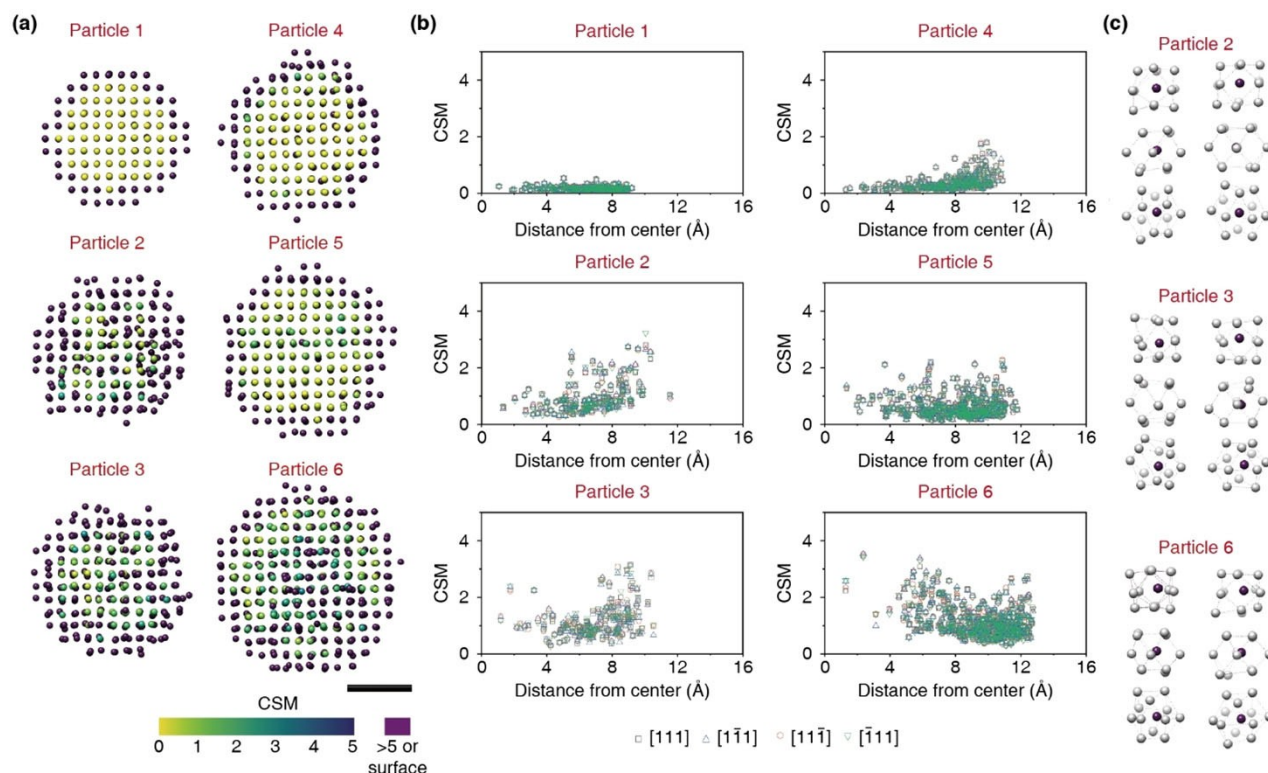 (a)
Particle 1
Particle 4
Particle 2
Particle 5
Particle 3
Particle 6
CSM
0 1 2 3 4 5 >5 or
surface
(b)
Particle 1
CSM
4
2
0
0 4 8 12 16
Distance from center (Å)
Particle 4
CSM
4
2
0
0 4 8 12 16
Distance from center (Å)
Particle 2
CSM
4
2
0
0 4 8 12 16
Distance from center (Å)
Particle 5
CSM
4
2
0
0 4 8 12 16
Distance from center (Å)
Particle 3
CSM
4
2
0
0 4 8 12 16
Distance from center (Å)
Particle 6
CSM
4
2
0
0 4 8 12 16
Distance from center (Å)
[111] [11̄1] [111̄] [1̄11]
(c)
Particle 2
Particle 3
Particle 6